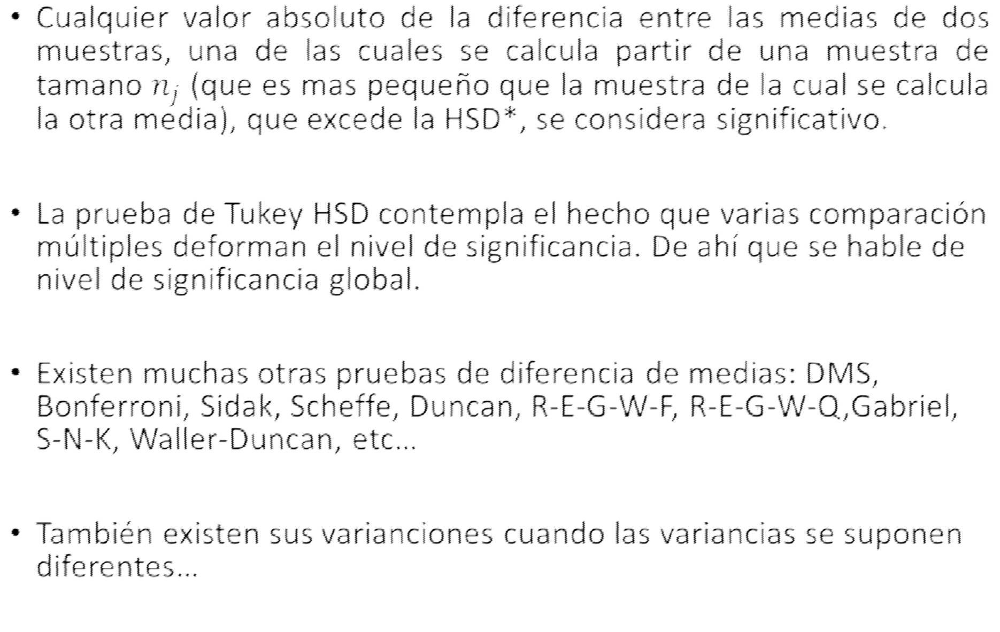 • Cualquier valor absoluto de la diferencia entre las medias de dos
muestras, una de las cuales se calcula partir de una muestra de
tamano n_j (que es mas pequeño que la muestra de la cual se calcula
la otra media), que excede la HSD*, se considera significativo.
• La prueba de Tukey HSD contempla el hecho que varias comparación
múltiples deforman el nivel de significancia. De ahí que se hable de
nivel de significancia global.
• Existen muchas otras pruebas de diferencia de medias: DMS,
Bonferroni, Sidak, Scheffe, Duncan, R-E-G-W-F, R-E-G-W-Q,Gabriel,
S-N-K, Waller-Duncan, etc...
• También existen sus varianciones cuando las variancias se suponen
diferentes...